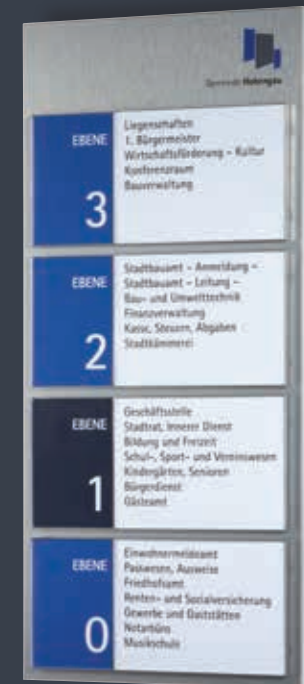 Gemeinde
EBENE
3
Liegenschaften
1. Bürgermeister
Wirtschaftsförderung – Kultur
Konferenzraum
Bauverwaltung
EBENE
2
Stadtbauamt – Anmeldung –
Stadtbauamt – Leitung –
Bau- und Umwelttechnik
Finanzverwaltung
Kasse, Steuern, Abgaben
Stadtkämmerei
EBENE
1
Geschäftsstelle
Stadtrat, Innerer Dienst
Bildung und Freizeit
Schul-, Sport- und Vereinswesen
Kindergärten, Senioren
Bürgerdienst
Gästeamt
EBENE
0
Einwohnermeldeamt
Passwesen, Ausweise
Friedhofsamt
Renten- und Sozialversicherung
Gewerbe und Gaststätten
Notarbüro
Musikschule